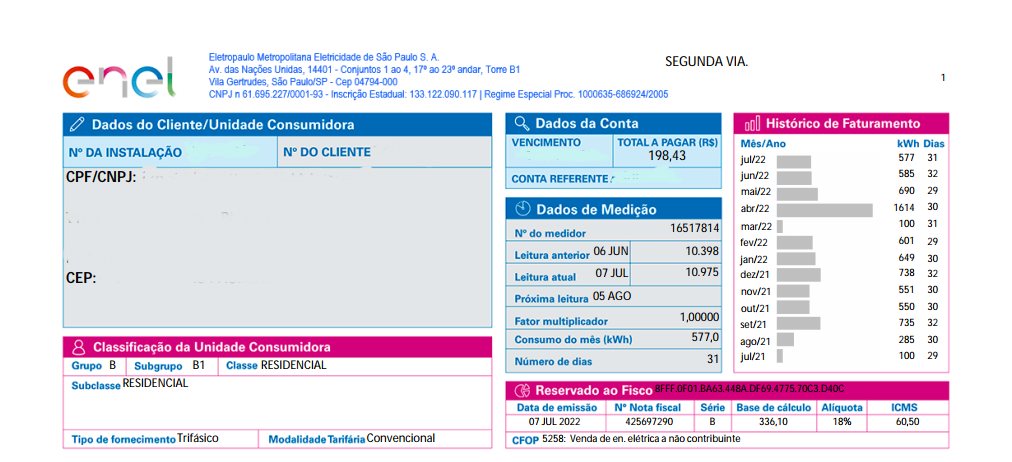 enel
Eletropaulo Metropolitana Eletricidade de São Paulo S. A.
Av. das Nações Unidas, 14401 - Conjuntos 1 ao 4, 17º ao 23º andar, Torre B1
Vila Gertrudes, São Paulo/SP - Cep 04794-000
CNPJ n 61.695.227/0001-93 - Inscrição Estadual: 133.122.090.117 | Regime Especial Proc. 1000635-686924/2005
SEGUNDA VIA.
1
Dados do Cliente/Unidade Consumidora
Nº DA INSTALAÇÃO
Nº DO CLIENTE
CPF/CNPJ:
CEP:
Classificação da Unidade Consumidora
Grupo B Subgrupo B1 Classe RESIDENCIAL
Subclasse RESIDENCIAL
Tipo de fornecimento Trifásico Modalidade Tarifária Convencional
Dados da Conta
VENCIMENTO
TOTAL A PAGAR (R$)
198,43
CONTA REFERENTE
Dados de Medição
Nº do medidor 16517814
Leitura anterior 06 JUN 10.398
Leitura atual 07 JUL 10.975
Próxima leitura 05 AGO
Fator multiplicador 1,00000
Consumo do mês (kWh) 577,0
Número de dias 31
Histórico de Faturamento
Mês/Ano kWh Dias
jul/22 577 31
jun/22 585 32
mai/22 690 29
abr/22 1614 30
mar/22 100 31
fev/22 601 29
jan/22 649 30
dez/21 738 32
nov/21 551 30
out/21 550 30
set/21 735 32
ago/21 285 30
jul/21 100 29
Reservado ao Fisco 8FFF.0F01.BA63.448A.DF69.4775.70C3.D40C
Data de emissão Nº Nota fiscal Série Base de cálculo Alíquota ICMS
07 JUL 2022 425697290 B 336,10 18% 60,50
CFOP 5258: Venda de en. elétrica a não contribuinte